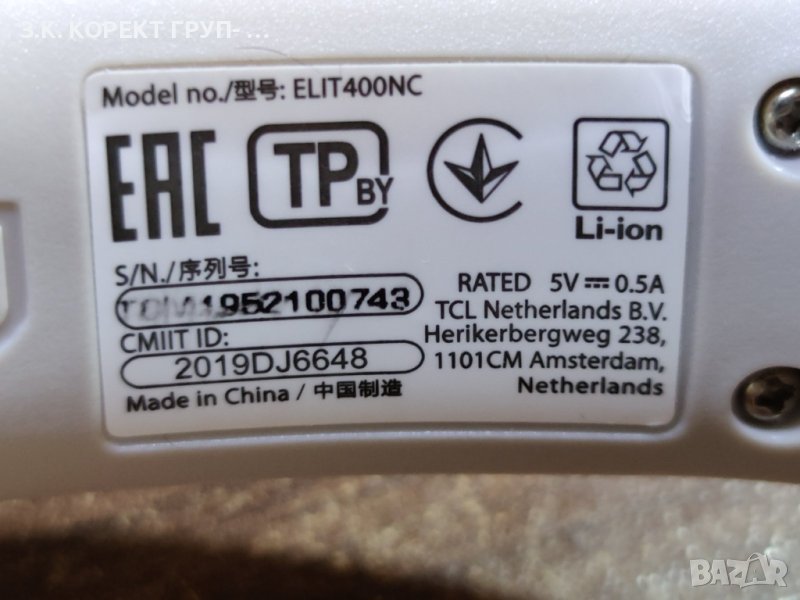 З.К. КОРЕКТ ГРУП- ...
Model no./型号: ELIT400NC
EAC
TP BY
Li-ion
S/N./序列号:
1952100743
CMIIT ID:
2019DJ6648
Made in China / 中国制造
RATED 5V⎓0.5A
TCL Netherlands B.V.
Herikerbergweg 238,
1101CM Amsterdam,
Netherlands
BAZAR